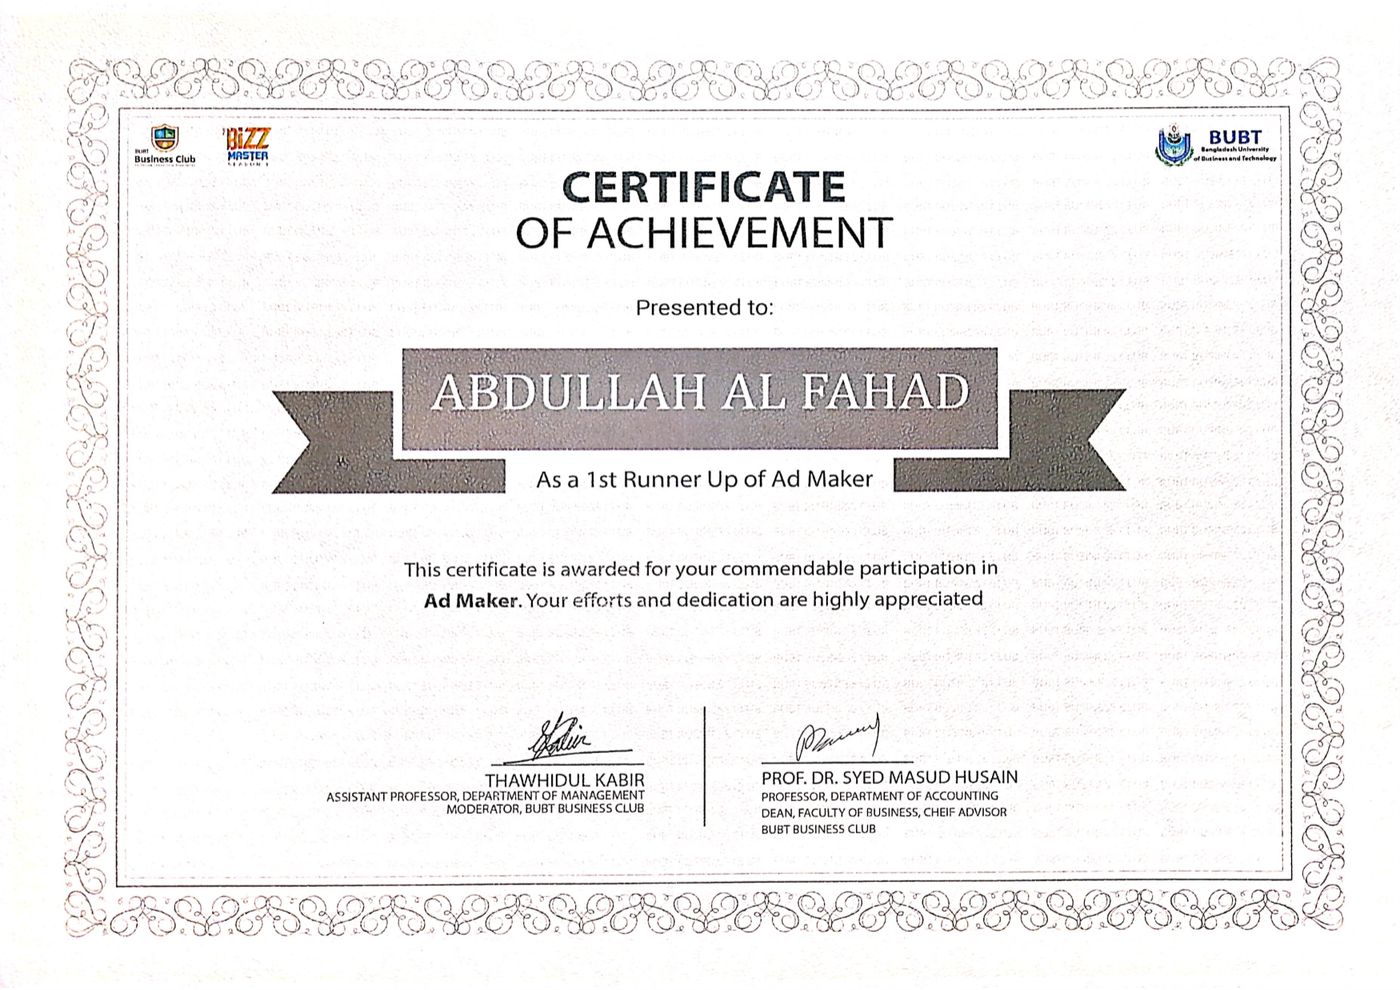 BUBT
Business Club
BiZZ
MASTER
BUBT
Bangladesh University
of Business and Technology
CERTIFICATE
OF ACHIEVEMENT
Presented to:
ABDULLAH AL FAHAD
As a 1st Runner Up of Ad Maker
This certificate is awarded for your commendable participation in
Ad Maker. Your efforts and dedication are highly appreciated
THAWHIDUL KABIR
ASSISTANT PROFESSOR, DEPARTMENT OF MANAGEMENT
MODERATOR, BUBT BUSINESS CLUB
PROF. DR. SYED MASUD HUSAIN
PROFESSOR, DEPARTMENT OF ACCOUNTING
DEAN, FACULTY OF BUSINESS, CHEIF ADVISOR
BUBT BUSINESS CLUB